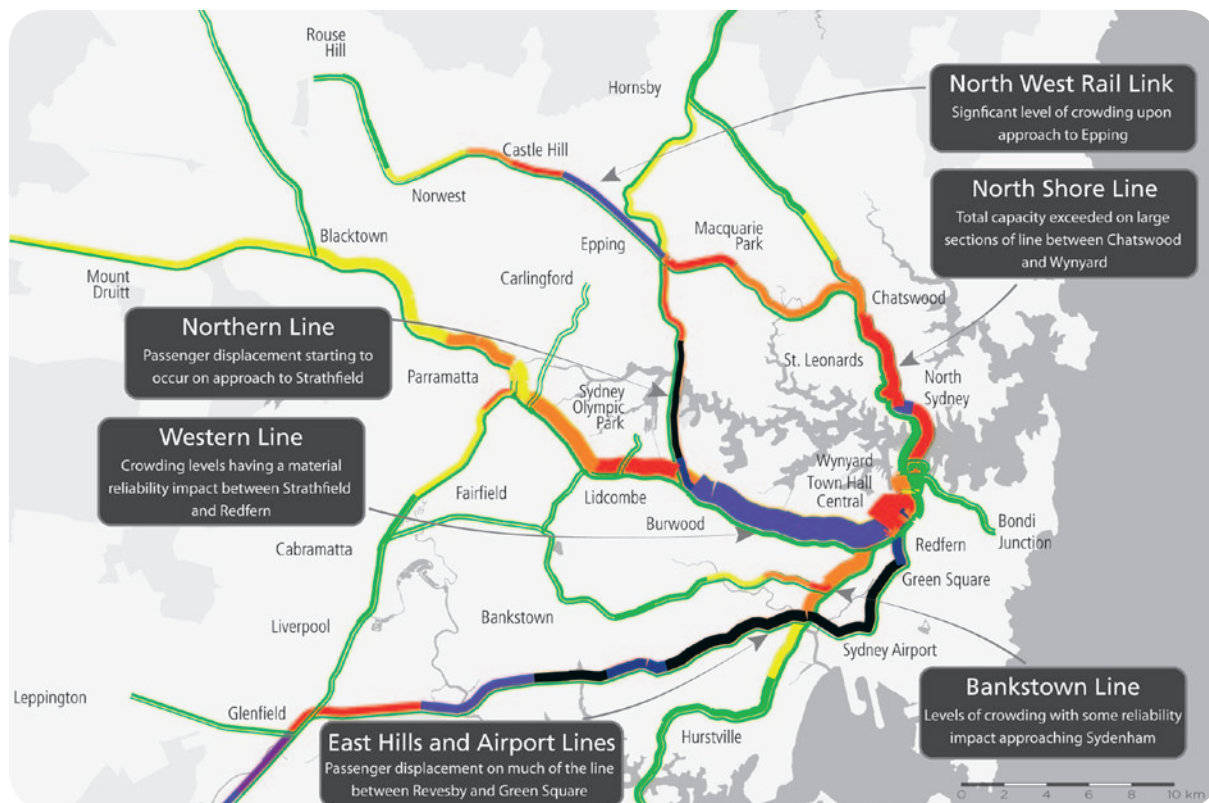 Rouse
Hill
Hornsby
North West Rail Link
Signficant level of crowding upon
approach to Epping
Castle Hill
Norwest
North Shore Line
Total capacity exceeded on large
sections of line between Chatswood
and Wynyard
Blacktown
Epping
Macquarie
Park
Carlingford
Mount
Druitt
Chatswood
Northern Line
Passenger displacement starting to
occur on approach to Strathfield
St. Leonards
Parramatta
North
Sydney
Sydney
Olympic
Park
Western Line
Crowding levels having a material
reliability impact between Strathfield
and Redfern
Wynyard
Town Hall
Central
Fairfield
Lidcombe
Burwood
Bondi
Junction
Cabramatta
Redfern
Green Square
Bankstown
Liverpool
Sydney Airport
Leppington
Glenfield
Bankstown Line
Levels of crowding with some reliability
impact approaching Sydenham
East Hills and Airport Lines
Passenger displacement on much of the line
between Revesby and Green Square
Hurstville
0 2 4 6 8 10 km